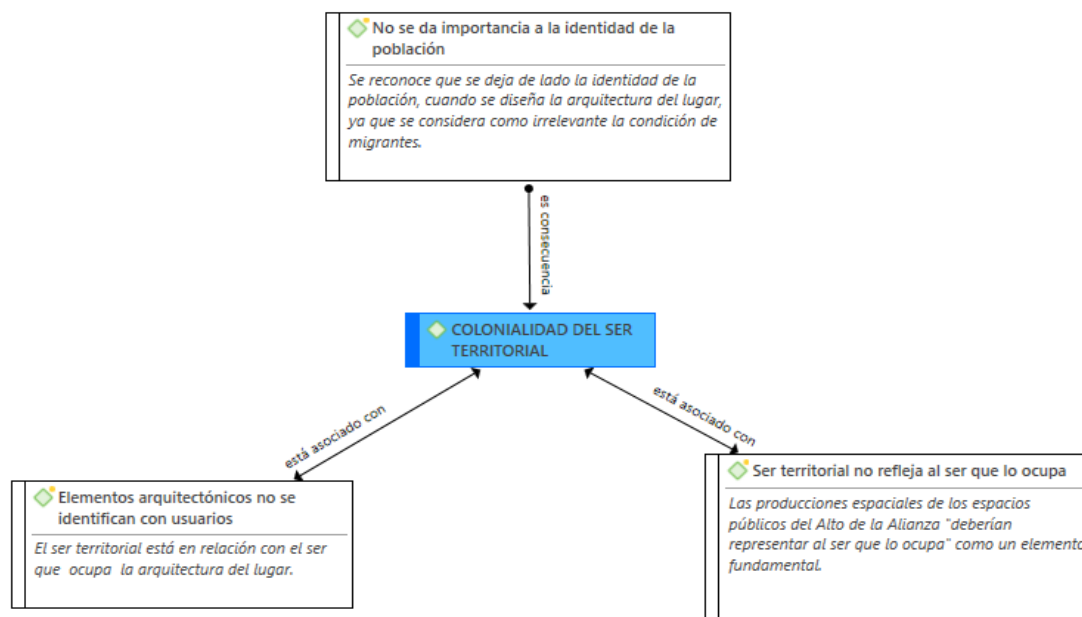 No se da importancia a la identidad de la
población
Se reconoce que se deja de lado la identidad de la
población, cuando se diseña la arquitectura del lugar,
ya que se considera como irrelevante la condición de
migrantes.
es consecuencia
COLONIALIDAD DEL SER
TERRITORIAL
está asociado con
está asociado con
Elementos arquitectónicos no se
identifican con usuarios
El ser territorial está en relación con el ser
que ocupa la arquitectura del lugar.
Ser territorial no refleja al ser que lo ocupa
Las producciones espaciales de los espacios
públicos del Alto de la Alianza "deberían
representar al ser que lo ocupa" como un elemento
fundamental.